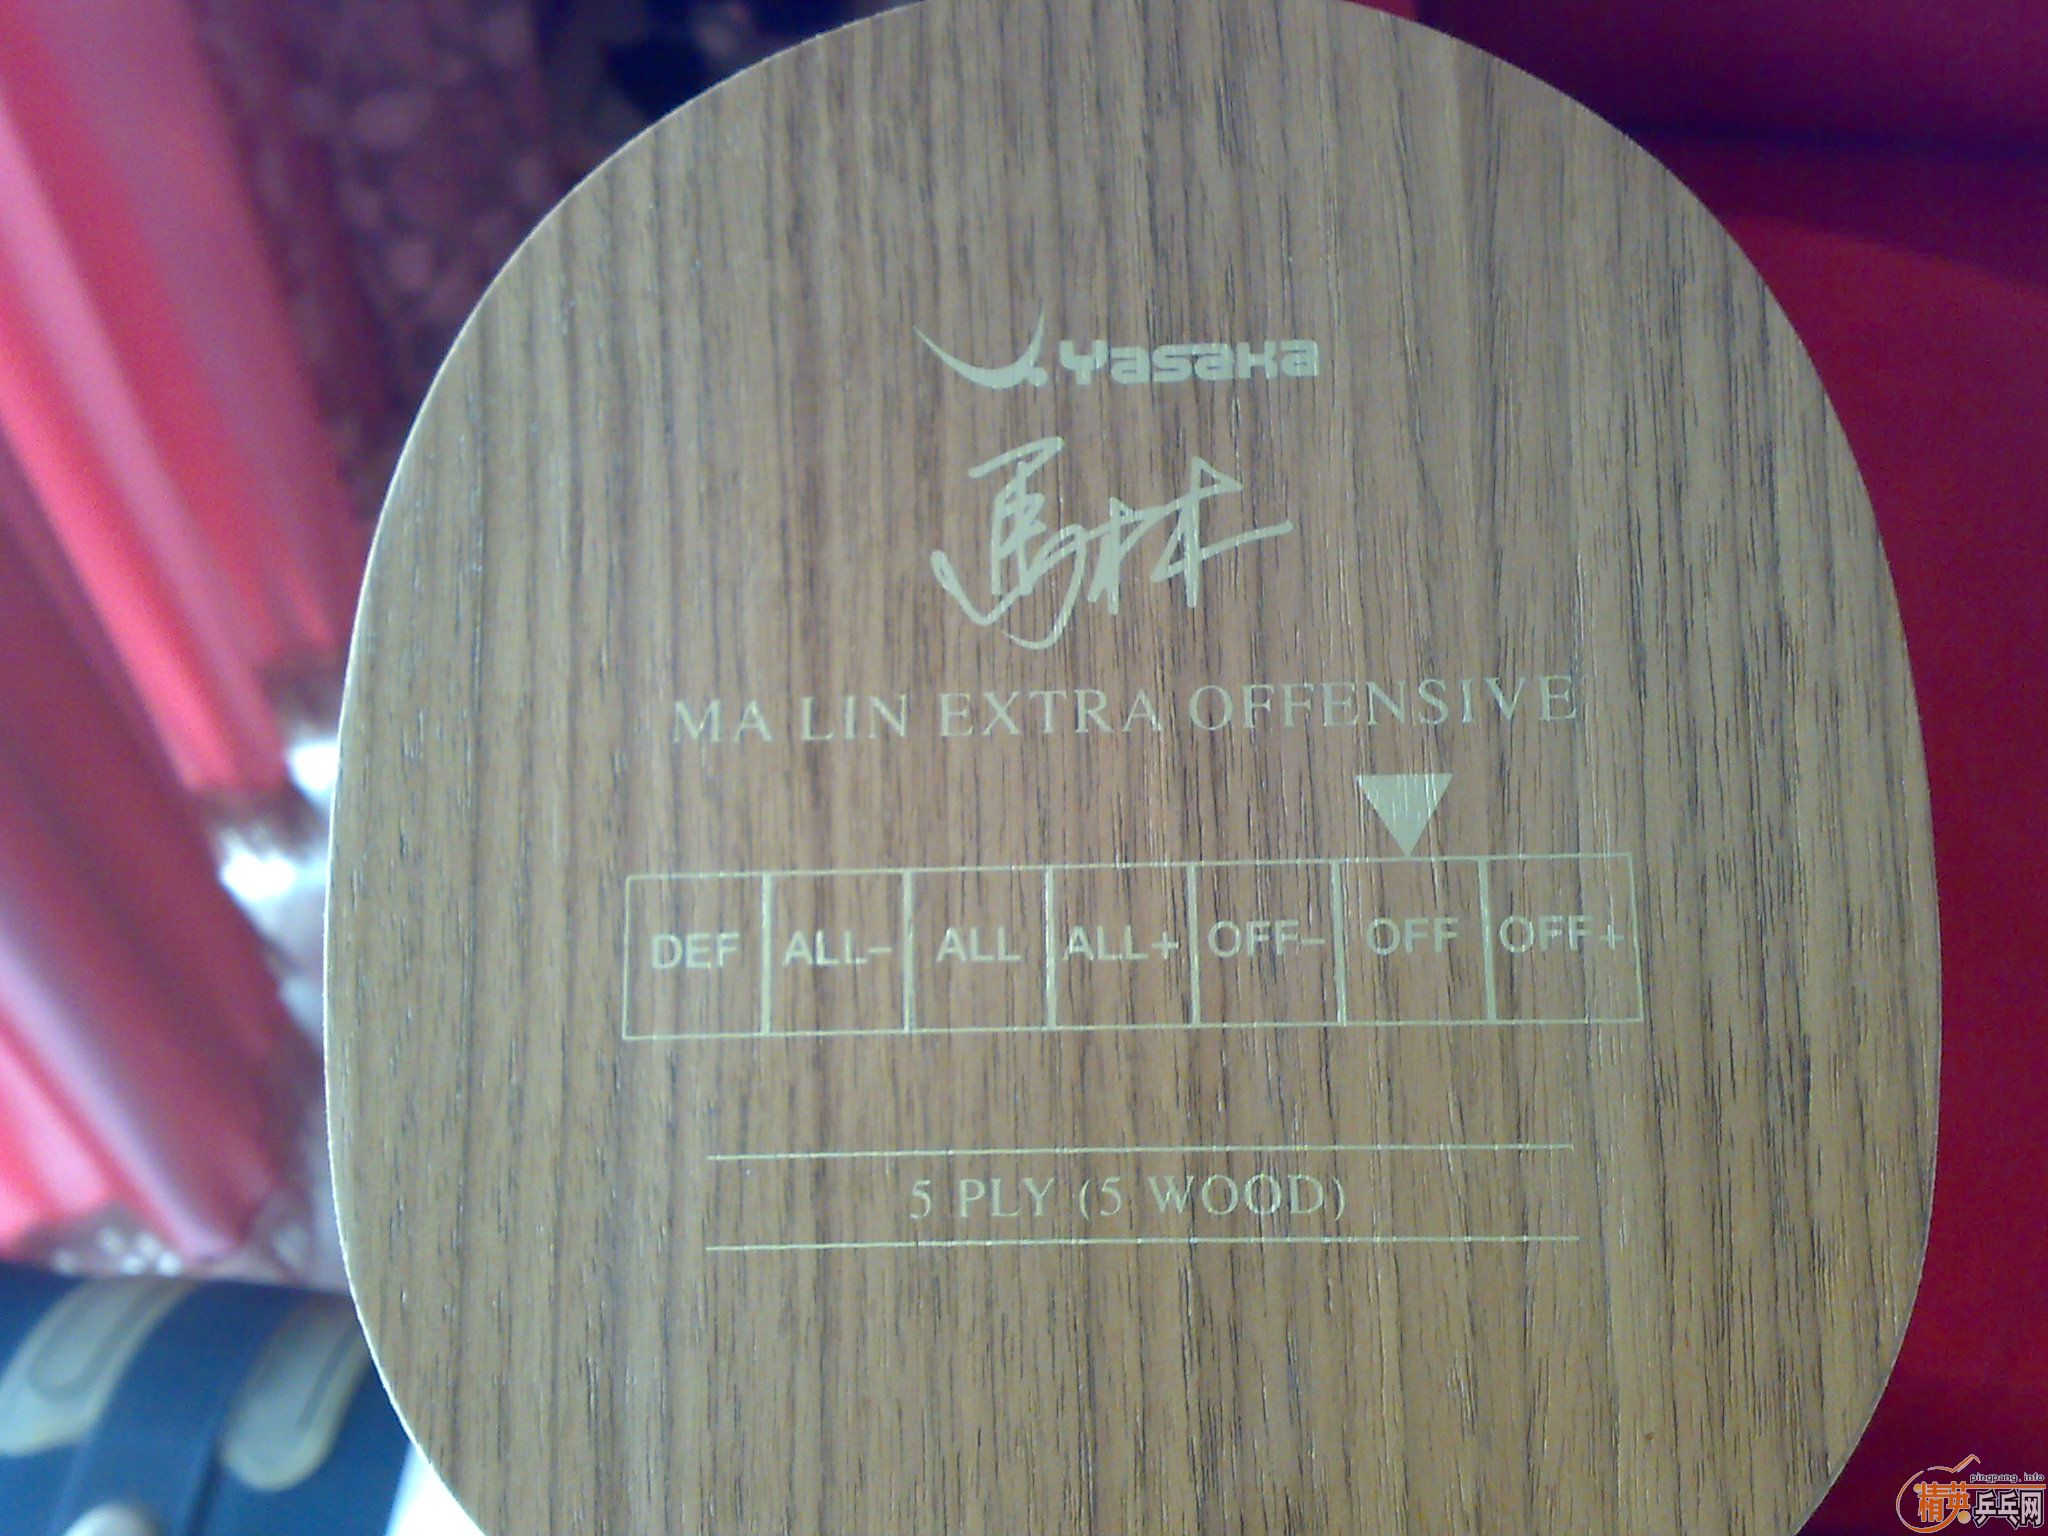 Yasaka
馬林
MA LIN EXTRA OFFENSIVE
DEF ALL- ALL ALL+ OFF- OFF OFF+
5 PLY (5 WOOD)
pingpang.info
精英乒乓网